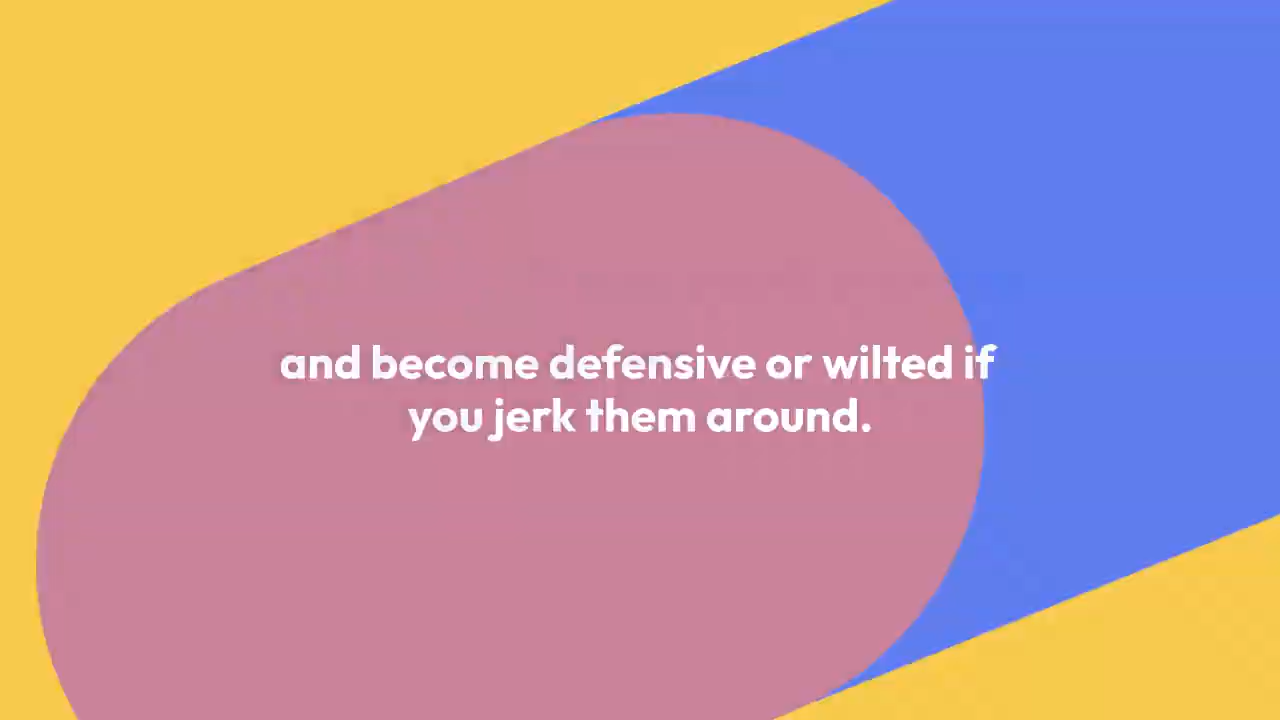 and become defensive or wilted if
you jerk them around.